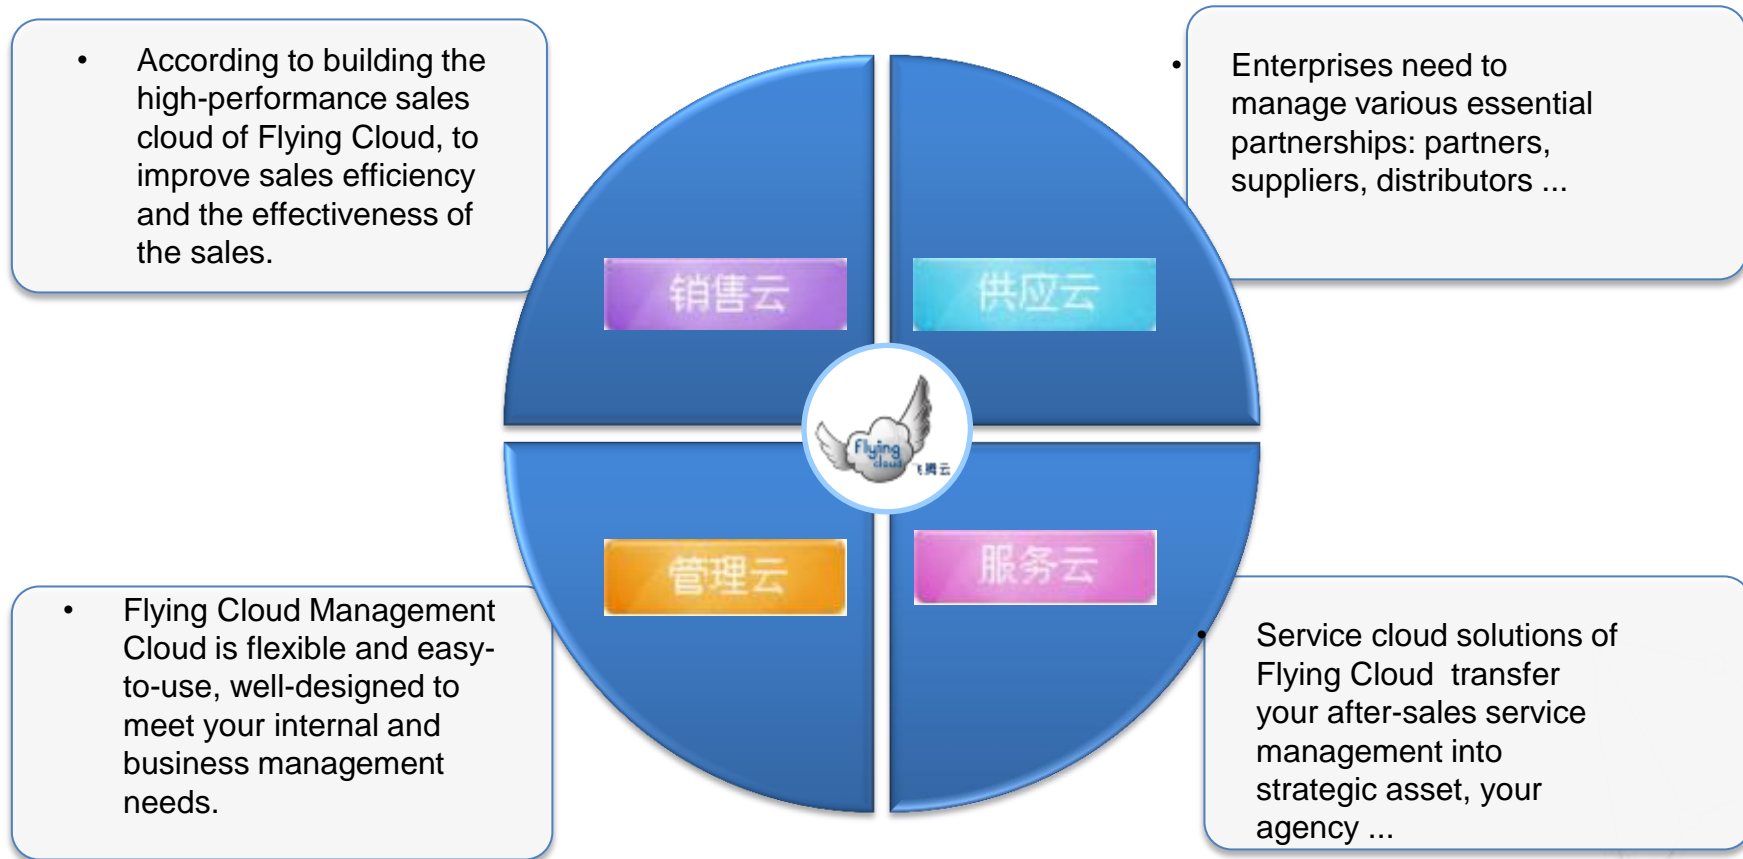 • According to building the
high-performance sales
cloud of Flying Cloud, to
improve sales efficiency
and the effectiveness of
the sales.
• Enterprises need to
manage various essential
partnerships: partners,
suppliers, distributors ...
销售云
供应云
Flying
cloud
飞腾云
管理云
服务云
• Flying Cloud Management
Cloud is flexible and easy-
to-use, well-designed to
meet your internal and
business management
needs.
• Service cloud solutions of
Flying Cloud  transfer
your after-sales service
management into
strategic asset, your
agency ...